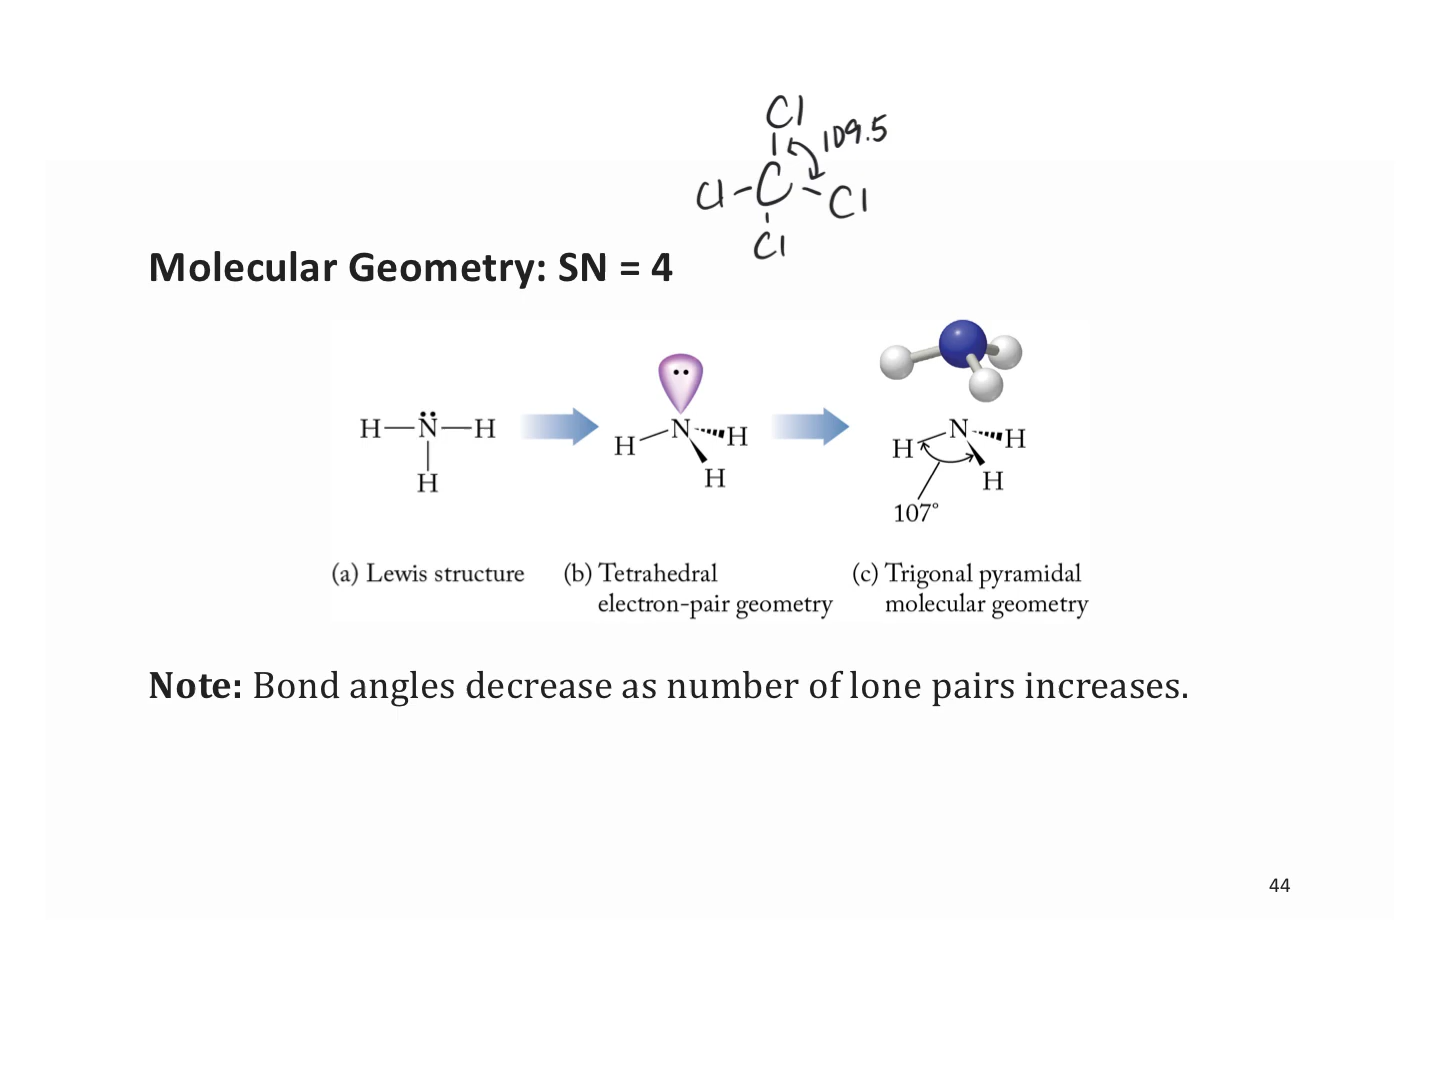 Cl
109.5
Cl-C-Cl
Cl
Molecular Geometry: SN = 4
H—N̈—H
H
N
H
H
H
N
H
H
H
107°
(a) Lewis structure
(b) Tetrahedral
electron-pair geometry
(c) Trigonal pyramidal
molecular geometry
Note: Bond angles decrease as number of lone pairs increases.
44